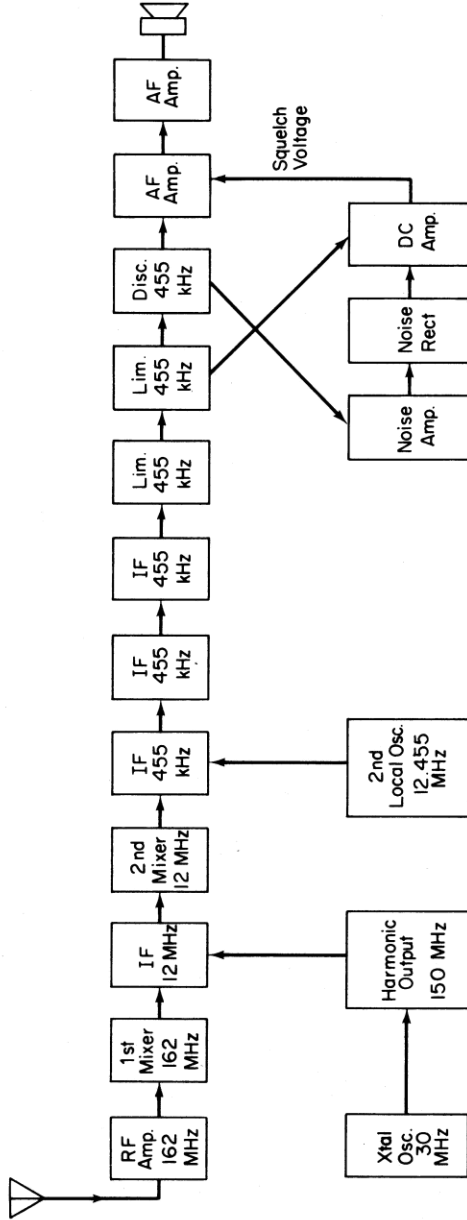 RF
Amp.
162
MHz
1st
Mixer
162
MHz
IF
12 MHz
2nd
Mixer
12 MHz
IF
455
kHz
IF
455
kHz
IF
455
kHz
Lim.
455
kHz
Lim.
455
kHz
Disc.
455
kHz
AF
Amp.
AF
Amp.
Squelch
Voltage
Xtal
Osc.
30
MHz
Harmonic
Output
150 MHz
2nd
Local Osc.
12.455
MHz
Noise
Amp.
Noise
Rect
DC
Amp.